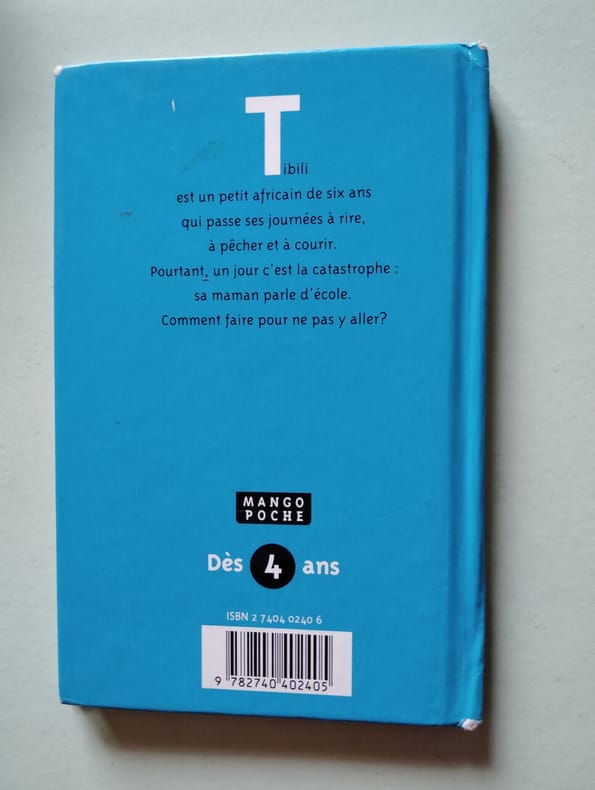 Tibili
est un petit africain de six ans
qui passe ses journées à rire,
à pêcher et à courir.
Pourtant, un jour c'est la catastrophe :
sa maman parle d'école.
Comment faire pour ne pas y aller?
MANGO
POCHE
Dès 4 ans
ISBN 2 7404 0240 6
9 782740 402405